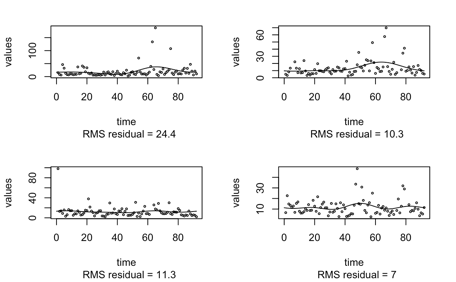 values
0 100
0 20 40 60 80
time
RMS residual = 24.4
values
0 30 60
0 20 40 60 80
time
RMS residual = 10.3
values
0 40 80
0 20 40 60 80
time
RMS residual = 11.3
values
10 30
0 20 40 60 80
time
RMS residual = 7